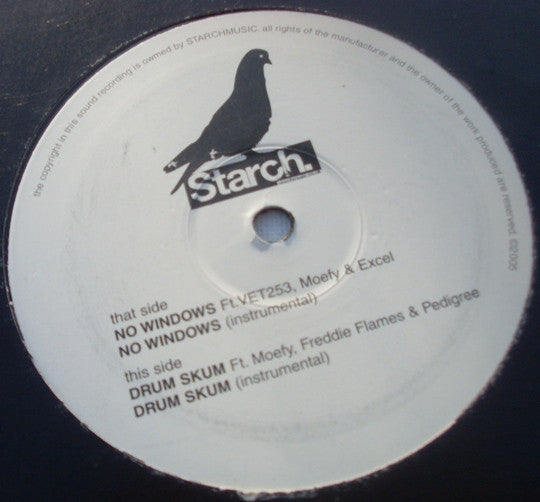 the copyright in this sound recording is owned by STARCHMUSIC. all rights of the manufacturer and the owner of the work produced are reserved. ©2005
Starch.
that side
NO WINDOWS Ft.VET253, Moefy & Excel
NO WINDOWS (instrumental)
this side
DRUM SKUM Ft. Moefy, Freddie Flames & Pedigree
DRUM SKUM (instrumental)